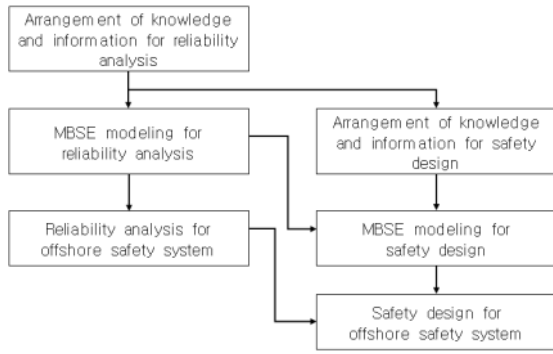 Arrangement of knowledge
and information for reliability
analysis
MBSE modeling for
reliability analysis
Arrangement of knowledge
and information for safety
design
Reliability analysis for
offshore safety system
MBSE modeling for
safety design
Safety design for
offshore safety system